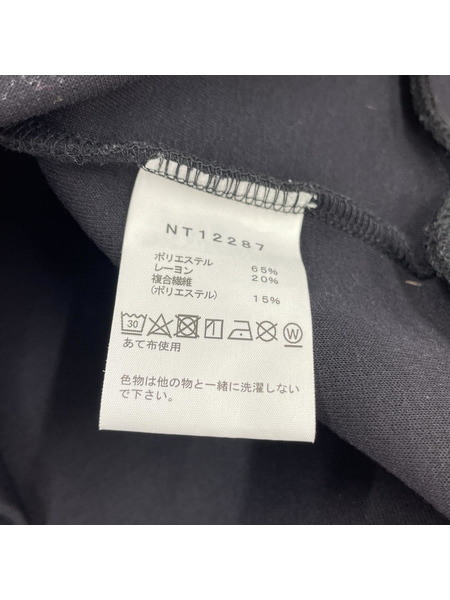 NT12287
ポリエステル 65%
レーヨン 20%
複合繊維
(ポリエステル) 15%
30 W
あて布使用
色物は他の物と一緒に洗濯しない
で下さい。